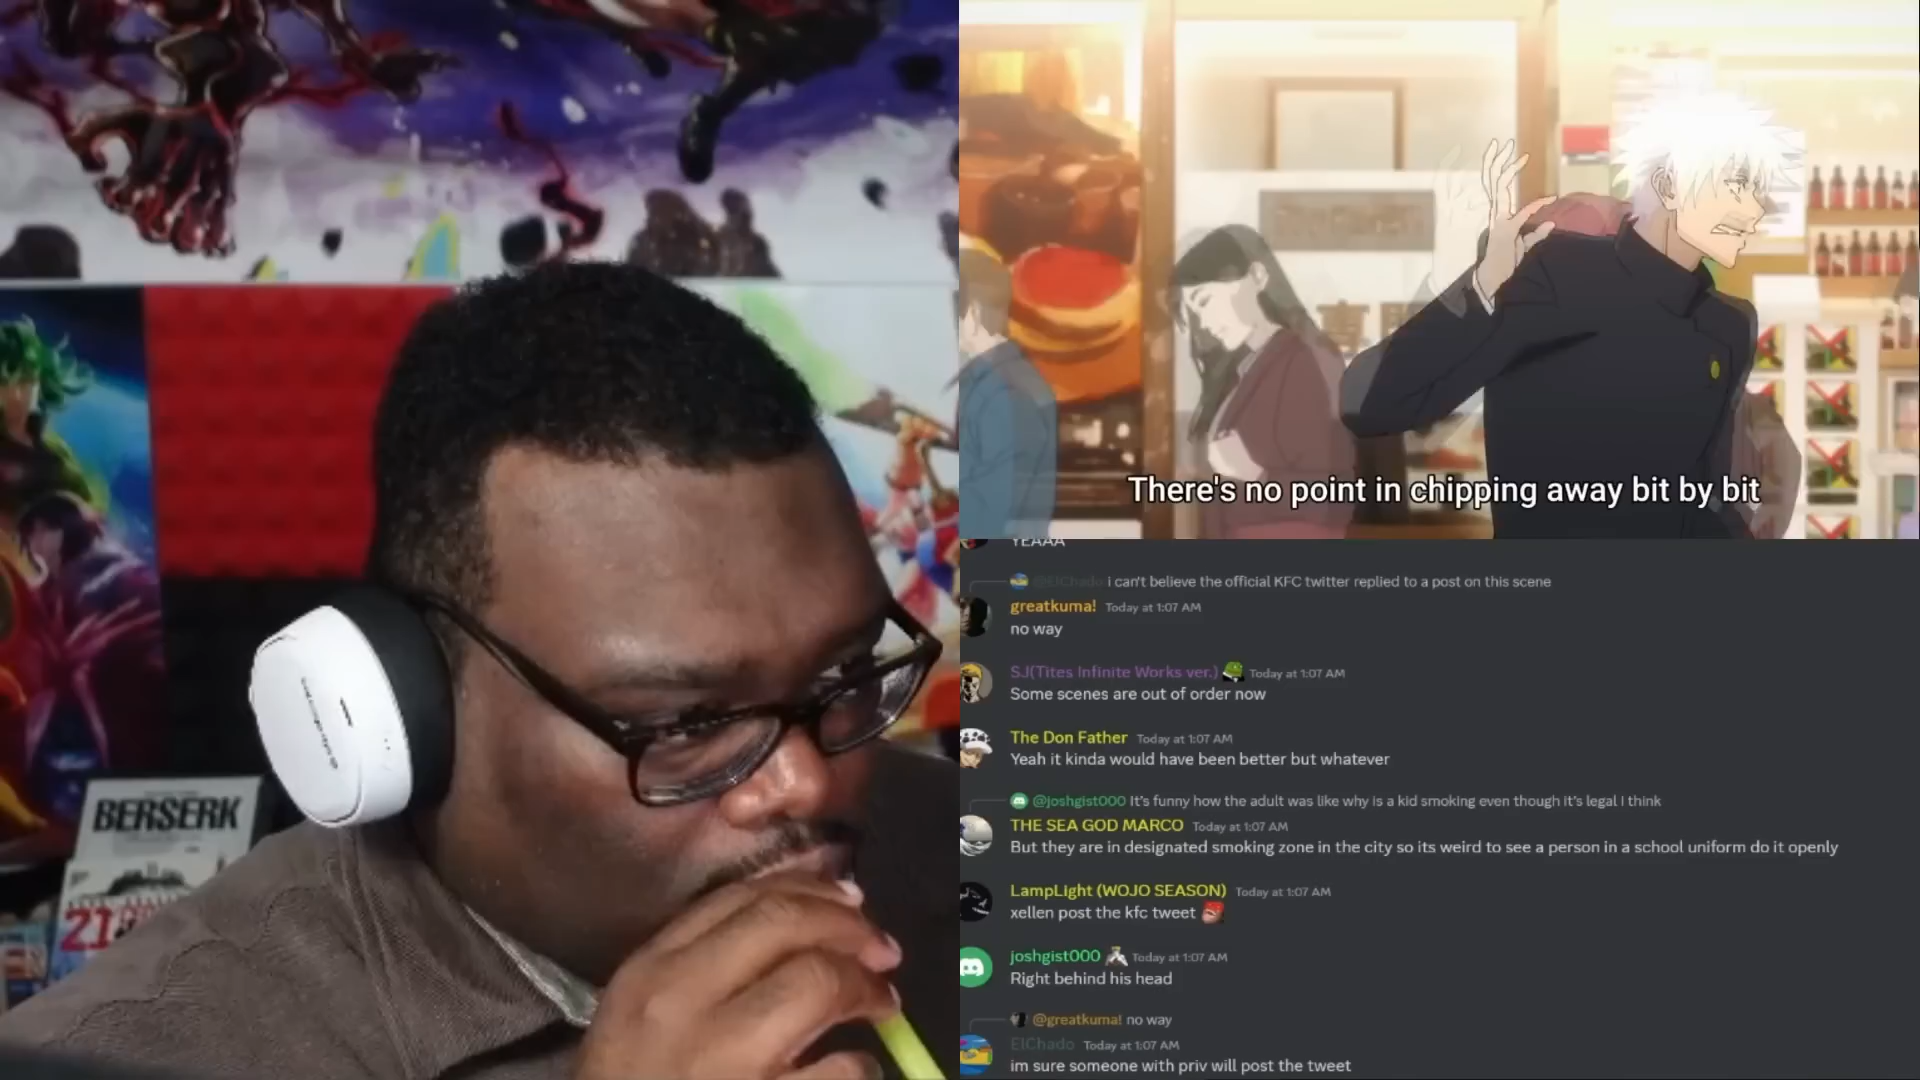 There's no point in chipping away bit by bit
YEAAA
@ElChado i can't believe the official KFC twitter replied to a post on this scene
greatkuma! Today at 1:07 AM
no way
SJ(Tites Infinite Works ver.) Today at 1:07 AM
Some scenes are out of order now
The Don Father Today at 1:07 AM
Yeah it kinda would have been better but whatever
@joshgist000 It's funny how the adult was like why is a kid smoking even though it's legal I think
THE SEA GOD MARCO Today at 1:07 AM
But they are in designated smoking zone in the city so its weird to see a person in a school uniform do it openly
LampLight (WOJO SEASON) Today at 1:07 AM
xellen post the kfc tweet
joshgist000 Today at 1:07 AM
Right behind his head
@greatkuma! no way
ElChado Today at 1:07 AM
im sure someone with priv will post the tweet
BERSERK
21